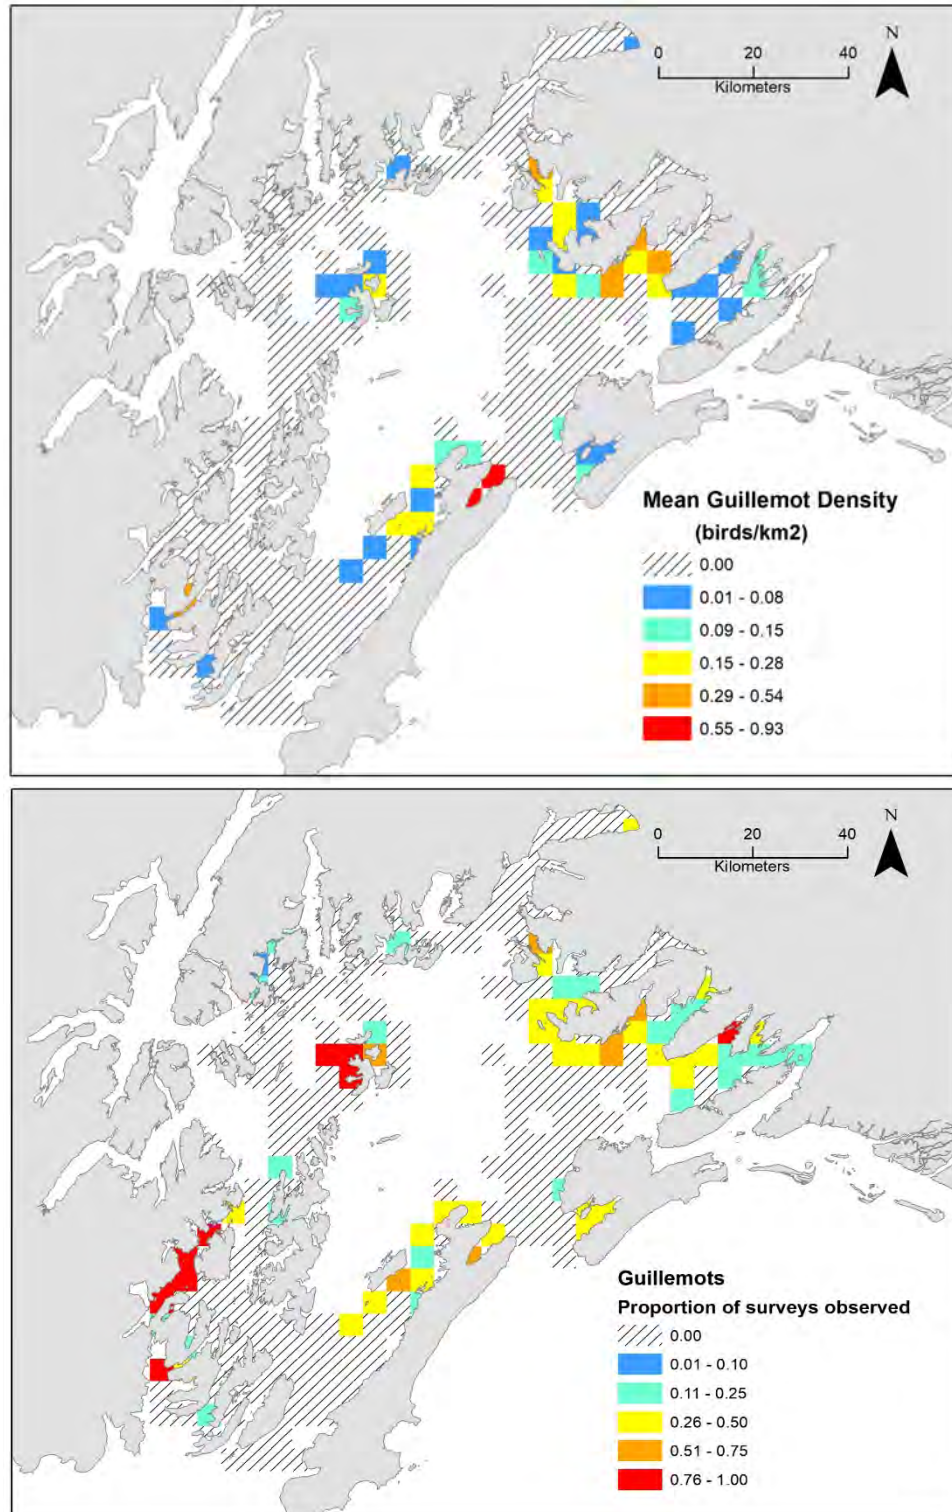 N
0 20 40
Kilometers
Mean Guillemot Density
(birds/km2)
0.00
0.01 - 0.08
0.09 - 0.15
0.15 - 0.28
0.29 - 0.54
0.55 - 0.93
N
0 20 40
Kilometers
Guillemots
Proportion of surveys observed
0.00
0.01 - 0.10
0.11 - 0.25
0.26 - 0.50
0.51 - 0.75
0.76 - 1.00